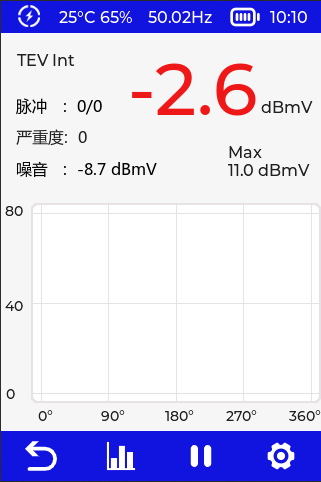 25°C 65% 50.02Hz 10:10
TEV Int
-2.6 dBmV
脉冲 : 0/0
严重度: 0
噪音 : -8.7 dBmV
Max
11.0 dBmV
80
40
0
0° 90° 180° 270° 360°